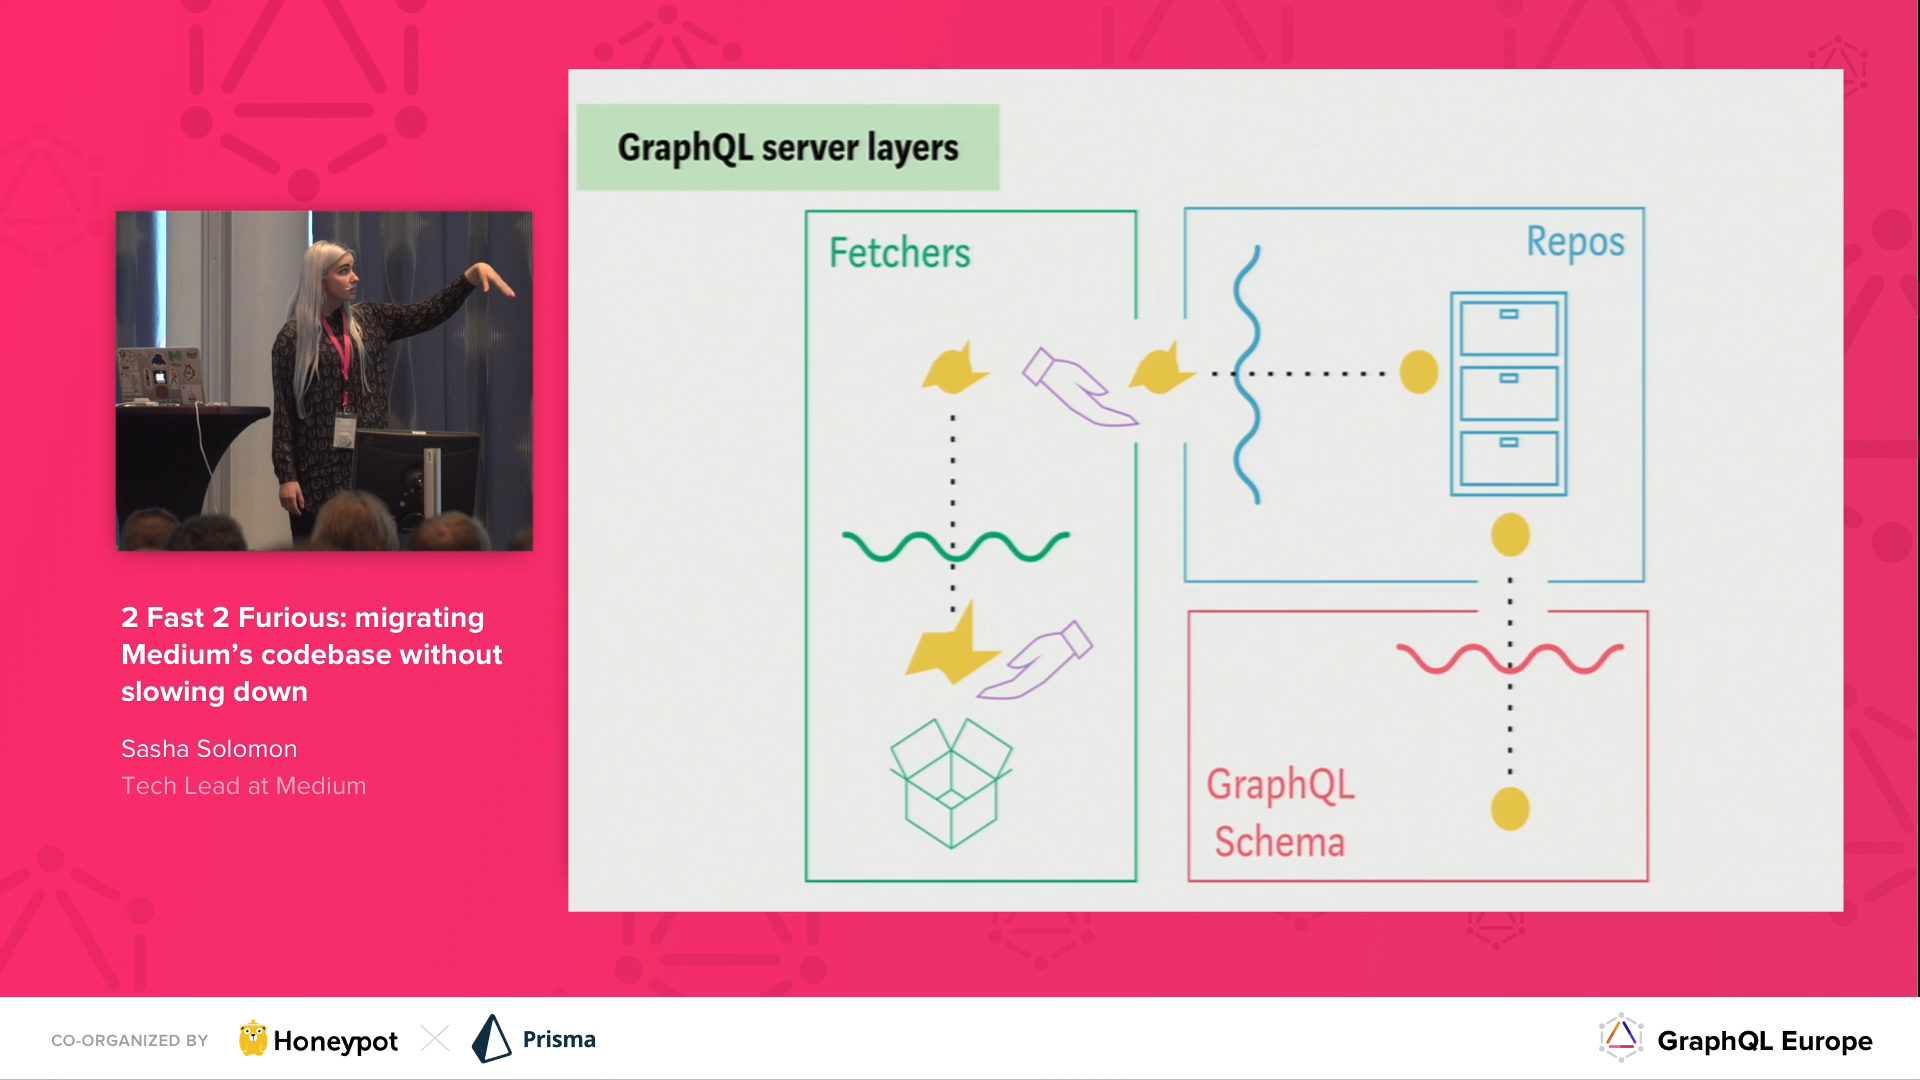 GraphQL server layers
Fetchers
Repos
GraphQL
Schema
2 Fast 2 Furious: migrating
Medium’s codebase without
slowing down
Sasha Solomon
Tech Lead at Medium
CO-ORGANIZED BY
Honeypot
Prisma
GraphQL Europe